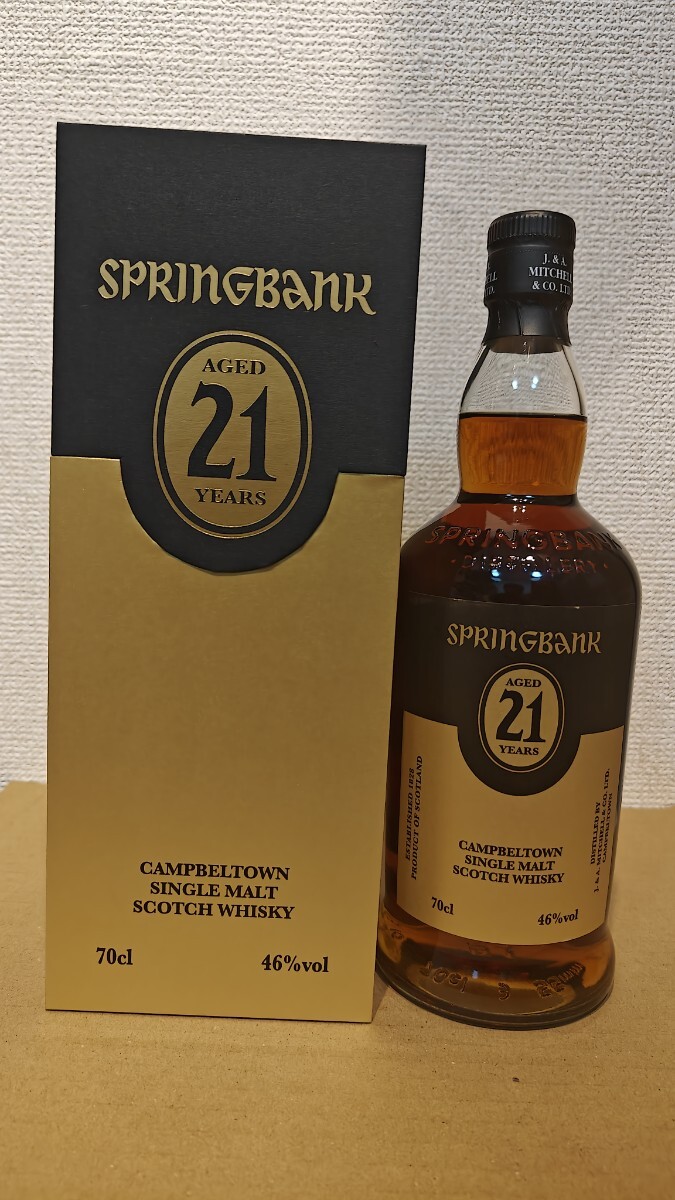 SPRINGBANK
AGED
21
YEARS
CAMPBELTOWN
SINGLE MALT
SCOTCH WHISKY
70cl
46%vol
J. & A.
MITCHELL
& CO. LTD
SPRINGBANK
DISTILLERY
SPRINGBANK
AGED
21
YEARS
ESTABLISHED 1828
PRODUCT OF SCOTLAND
CAMPBELTOWN
SINGLE MALT
SCOTCH WHISKY
70cl
46%vol
DISTILLED BY
J. & A. MITCHELL & CO. LTD.
CAMPBELTOWN